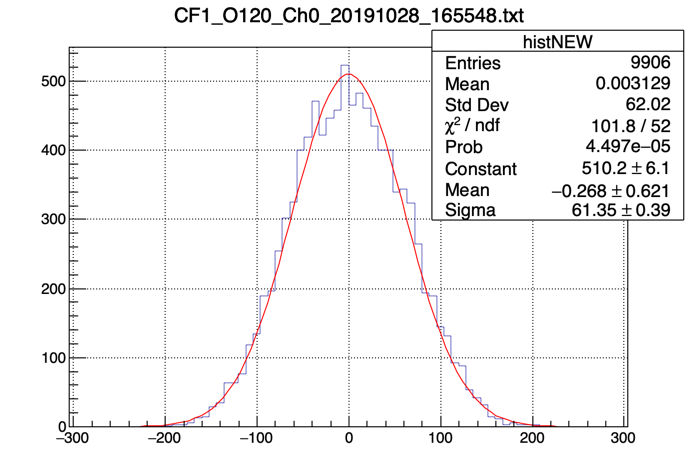 CF1_O120_Ch0_20191028_165548.txt
histNEW
Entries 9906
Mean 0.003129
Std Dev 62.02
χ² / ndf 101.8 / 52
Prob 4.497e−05
Constant 510.2 ± 6.1
Mean −0.268 ± 0.621
Sigma 61.35 ± 0.39
500
400
300
200
100
0
−300 −200 −100 0 100 200 300